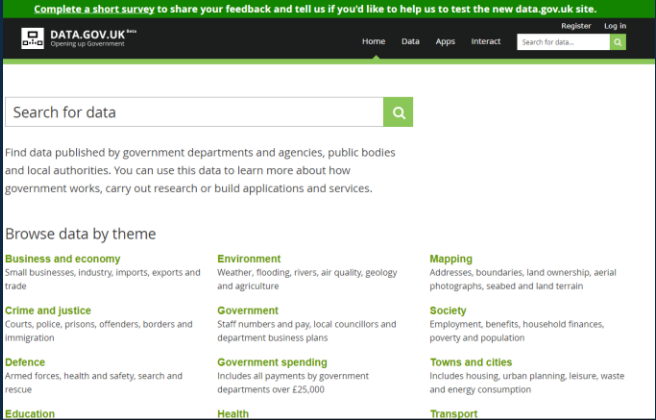 Complete a short survey to share your feedback and tell us if you'd like to help us to test the new data.gov.uk site.
Register Log in
DATA.GOV.UK Beta
Opening up Government
Home Data Apps Interact Search for data...
Search for data
Find data published by government departments and agencies, public bodies
and local authorities. You can use this data to learn more about how
government works, carry out research or build applications and services.
Browse data by theme
Business and economy
Small businesses, industry, imports, exports and
trade
Environment
Weather, flooding, rivers, air quality, geology
and agriculture
Mapping
Addresses, boundaries, land ownership, aerial
photographs, seabed and land terrain
Crime and justice
Courts, police, prisons, offenders, borders and
immigration
Government
Staff numbers and pay, local councillors and
department business plans
Society
Employment, benefits, household finances,
poverty and population
Defence
Armed forces, health and safety, search and
rescue
Government spending
Includes all payments by government
departments over £25,000
Towns and cities
Includes housing, urban planning, leisure, waste
and energy consumption
Education
Health
Transport